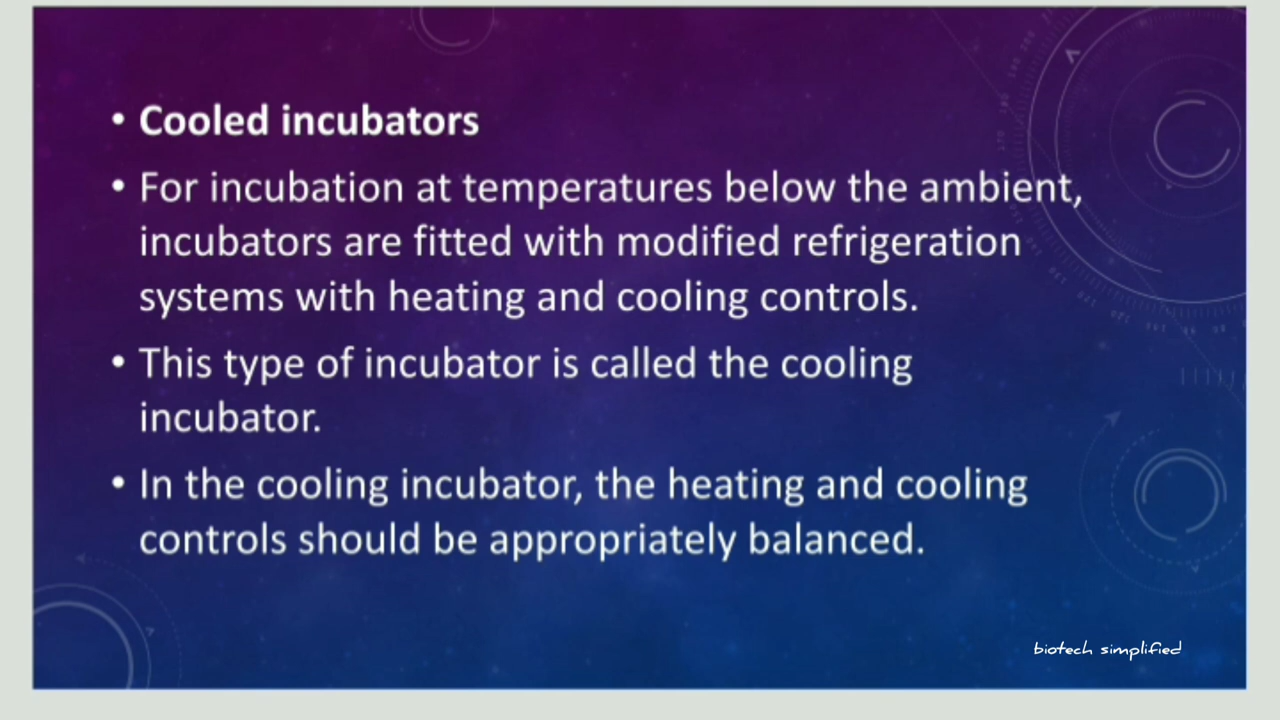 • Cooled incubators
• For incubation at temperatures below the ambient,
incubators are fitted with modified refrigeration
systems with heating and cooling controls.
• This type of incubator is called the cooling
incubator.
• In the cooling incubator, the heating and cooling
controls should be appropriately balanced.
biotech simplified